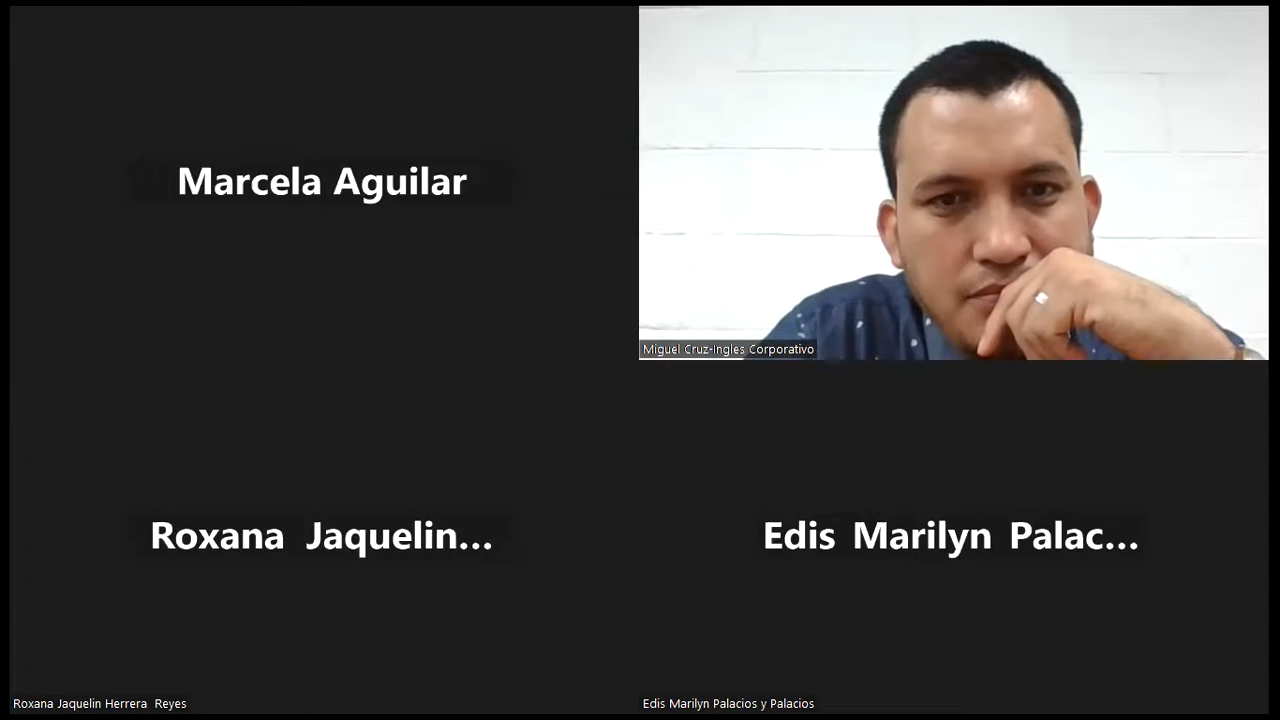 Marcela Aguilar
Miguel Cruz-Ingles Corporativo
Roxana Jaquelin...
Edis Marilyn Palac...
Roxana Jaquelin Herrera Reyes
Edis Marilyn Palacios y Palacios